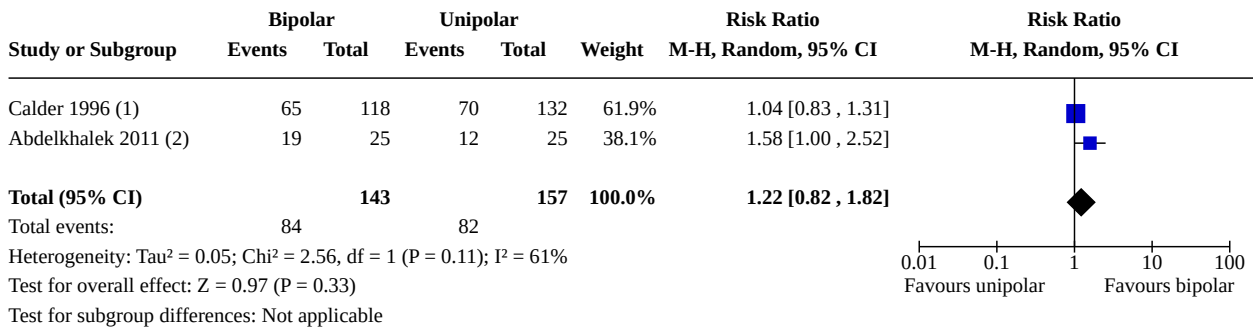 Bipolar Unipolar Risk Ratio Risk Ratio
Study or Subgroup Events Total Events Total Weight M-H, Random, 95% CI M-H, Random, 95% CI
Calder 1996 (1) 65 118 70 132 61.9% 1.04 [0.83 , 1.31]
Abdelkhalek 2011 (2) 19 25 12 25 38.1% 1.58 [1.00 , 2.52]
Total (95% CI) 143 157 100.0% 1.22 [0.82 , 1.82]
Total events: 84 82
Heterogeneity: Tau² = 0.05; Chi² = 2.56, df = 1 (P = 0.11); I² = 61%
0.01 0.1 1 10 100
Test for overall effect: Z = 0.97 (P = 0.33)
Favours unipolar Favours bipolar
Test for subgroup differences: Not applicable